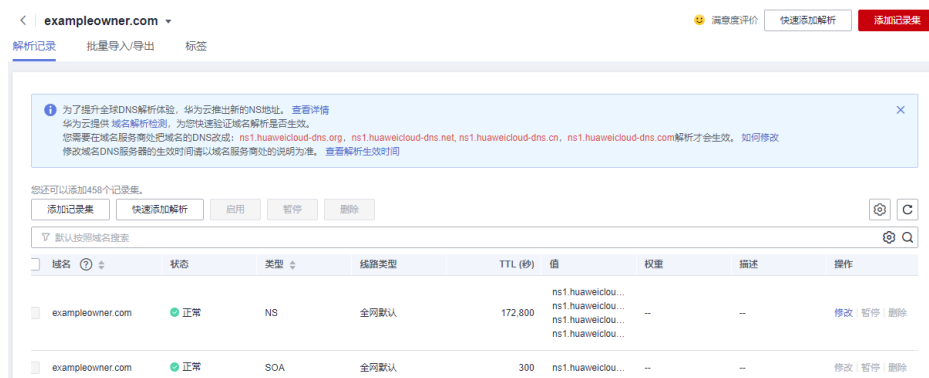 exampleowner.com
满意度评价 快速添加解析 添加记录集
解析记录 批量导入/导出 标签
为了提升全球DNS解析体验，华为云推出新的NS地址。 查看详情
华为云提供 域名解析检测，为您快速验证域名解析是否生效。
您需要在域名服务商处把域名的DNS改成：ns1.huaweicloud-dns.org，ns1.huaweicloud-dns.net, ns1.huaweicloud-dns.cn，ns1.huaweicloud-dns.com解析才会生效。 如何修改
修改域名DNS服务器的生效时间请以域名服务商处的说明为准。 查看解析生效时间
您还可以添加458个记录集。
添加记录集 快速添加解析 启用 暂停 删除
默认按照域名搜索
域名 状态 类型 线路类型 TTL (秒) 值 权重 描述 操作
exampleowner.com 正常 NS 全网默认 172,800 ns1.huaweiclou...
ns1.huaweiclou...
ns1.huaweiclou...
ns1.huaweiclou...
-- -- 修改 暂停 删除
exampleowner.com 正常 SOA 全网默认 300 ns1.huaweiclou... -- -- 修改 暂停 删除